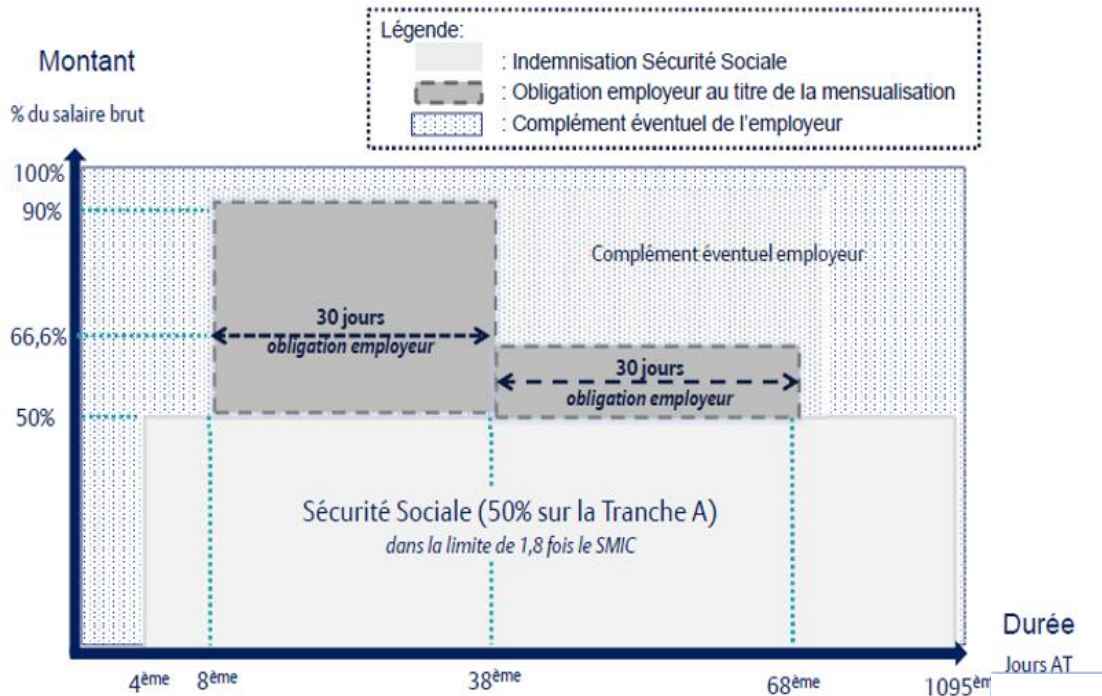 Légende:
: Indemnisation Sécurité Sociale
: Obligation employeur au titre de la mensualisation
: Complément éventuel de l'employeur
Montant
% du salaire brut
100%
90%
66,6%
50%
Complément éventuel employeur
30 jours
obligation employeur
30 jours
obligation employeur
Sécurité Sociale (50% sur la Tranche A)
dans la limite de 1,8 fois le SMIC
4ème 8ème 38ème 68ème 1095èm
Durée
Jours AT